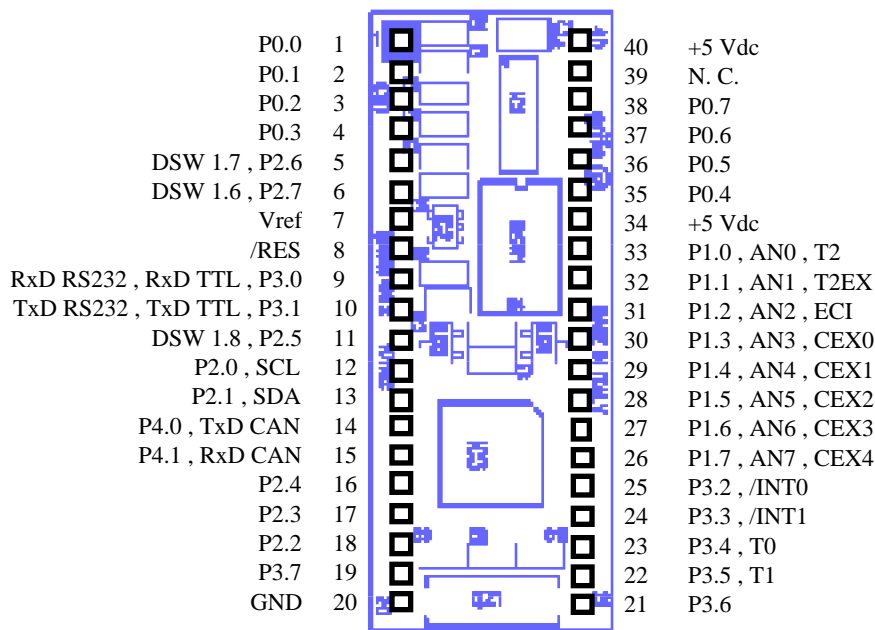 P0.0 1 40 +5 Vdc
P0.1 2 39 N. C.
P0.2 3 38 P0.7
P0.3 4 37 P0.6
DSW 1.7 , P2.6 5 36 P0.5
DSW 1.6 , P2.7 6 35 P0.4
Vref 7 34 +5 Vdc
/RES 8 33 P1.0 , AN0 , T2
RxD RS232 , RxD TTL , P3.0 9 32 P1.1 , AN1 , T2EX
TxD RS232 , TxD TTL , P3.1 10 31 P1.2 , AN2 , ECI
DSW 1.8 , P2.5 11 30 P1.3 , AN3 , CEX0
P2.0 , SCL 12 29 P1.4 , AN4 , CEX1
P2.1 , SDA 13 28 P1.5 , AN5 , CEX2
P4.0 , TxD CAN 14 27 P1.6 , AN6 , CEX3
P4.1 , RxD CAN 15 26 P1.7 , AN7 , CEX4
P2.4 16 25 P3.2 , /INT0
P2.3 17 24 P3.3 , /INT1
P2.2 18 23 P3.4 , T0
P3.7 19 22 P3.5 , T1
GND 20 21 P3.6